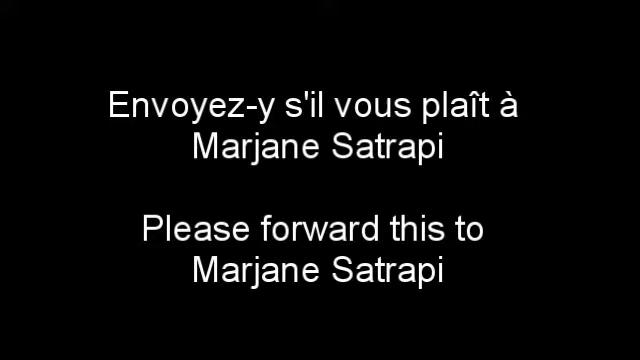 Envoyez-y s'il vous plaît à
Marjane Satrapi
Please forward this to
Marjane Satrapi